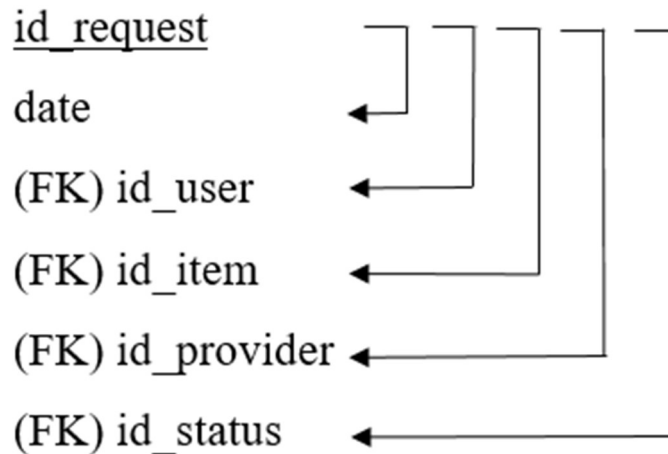 id_request
date
(FK) id_user
(FK) id_item
(FK) id_provider
(FK) id_status